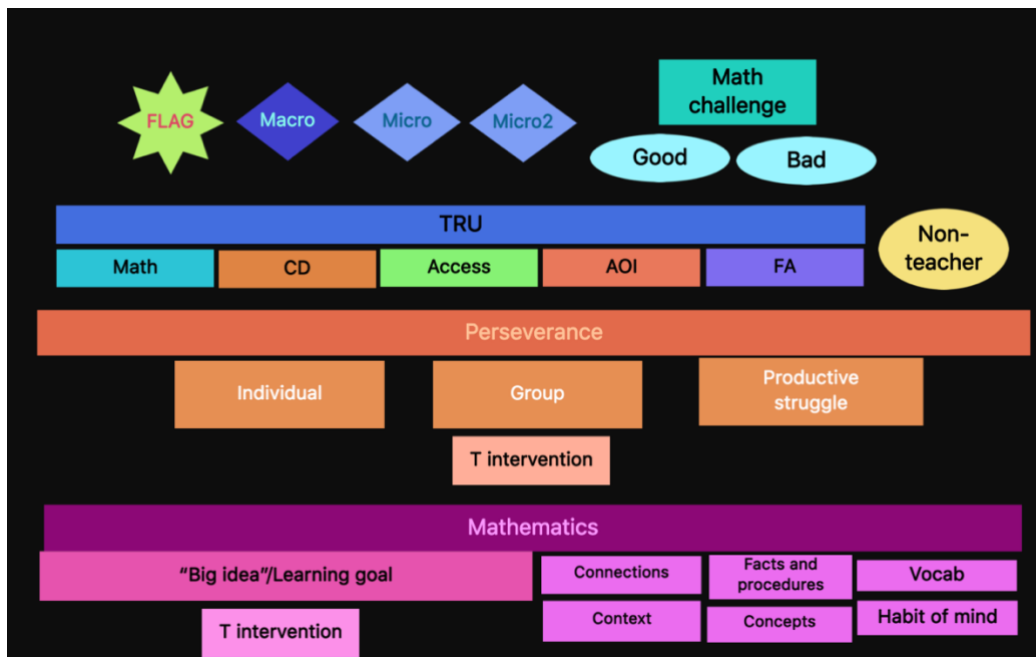 FLAG
Macro
Micro
Micro2
Math
challenge
Good
Bad
TRU
Math
CD
Access
AOI
FA
Non-
teacher
Perseverance
Individual
Group
Productive
struggle
T intervention
Mathematics
“Big idea”/Learning goal
Connections
Facts and
procedures
Vocab
Context
Concepts
Habit of mind
T intervention